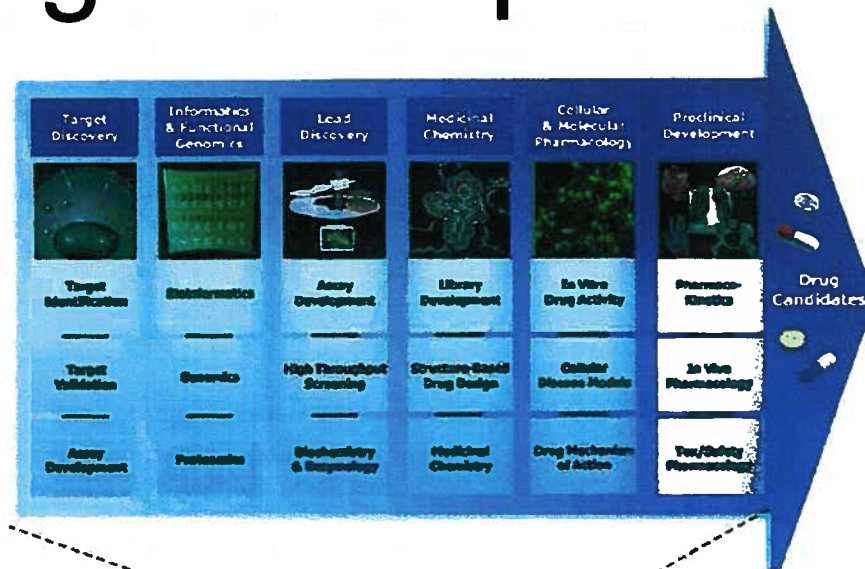 Target
Discovery
Informatics
& Functional
Genomics
Lead
Discovery
Medicinal
Chemistry
Cellular
& Molecular
Pharmacology
Preclinical
Development
Target
Identification
Bioinformatics
Assay
Development
Library
Development
In Vitro
Drug Activity
Pharmaco-
Kinetics
Drug
Candidates
Target
Validation
Genomics
High Throughput
Screening
Structure-Based
Drug Design
Cellular
Disease Models
In Vivo
Pharmacology
Assay
Development
Proteomics
Biochemistry
& Enzymology
Medicinal
Chemistry
Drug Mechanism
of Action
Tox/Safety
Pharmacology